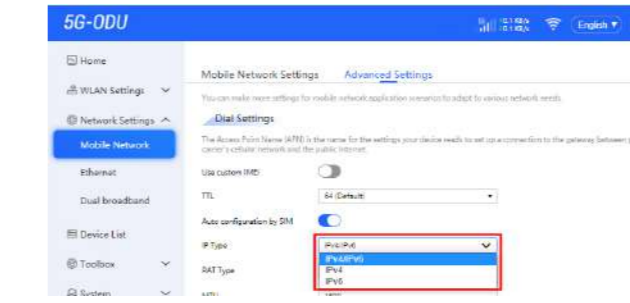 5G-ODU
English
Home
Mobile Network Settings Advanced Settings
WLAN Settings
You can make more settings for mobile network application scenarios to adapt to various network needs.
Network Settings
Dial Settings
The Access Point Name (APN) is the name for the settings your device needs to set up a connection to the gateway between
carrier's cellular network and the public Internet.
Mobile Network
Use custom IMEI
Ethernet
TTL 64 (Default)
Dual broadband
Auto configuration by SIM
Device List
IP Type IPv4/IPv6
IPv4/IPv6
Toolbox
RAT Type IPv4
IPv6
System
MTU